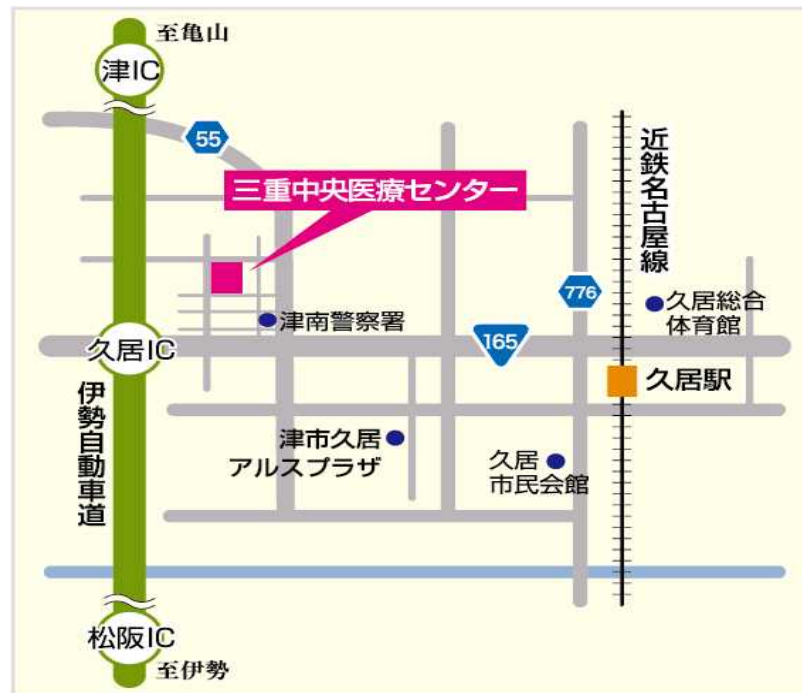 至亀山
津IC
55
三重中央医療センター
近鉄名古屋線
776
久居総合
体育館
津南警察署
165
久居IC
久居駅
伊勢自動車道
津市久居
アルスプラザ
久居
市民会館
松阪IC
至伊勢